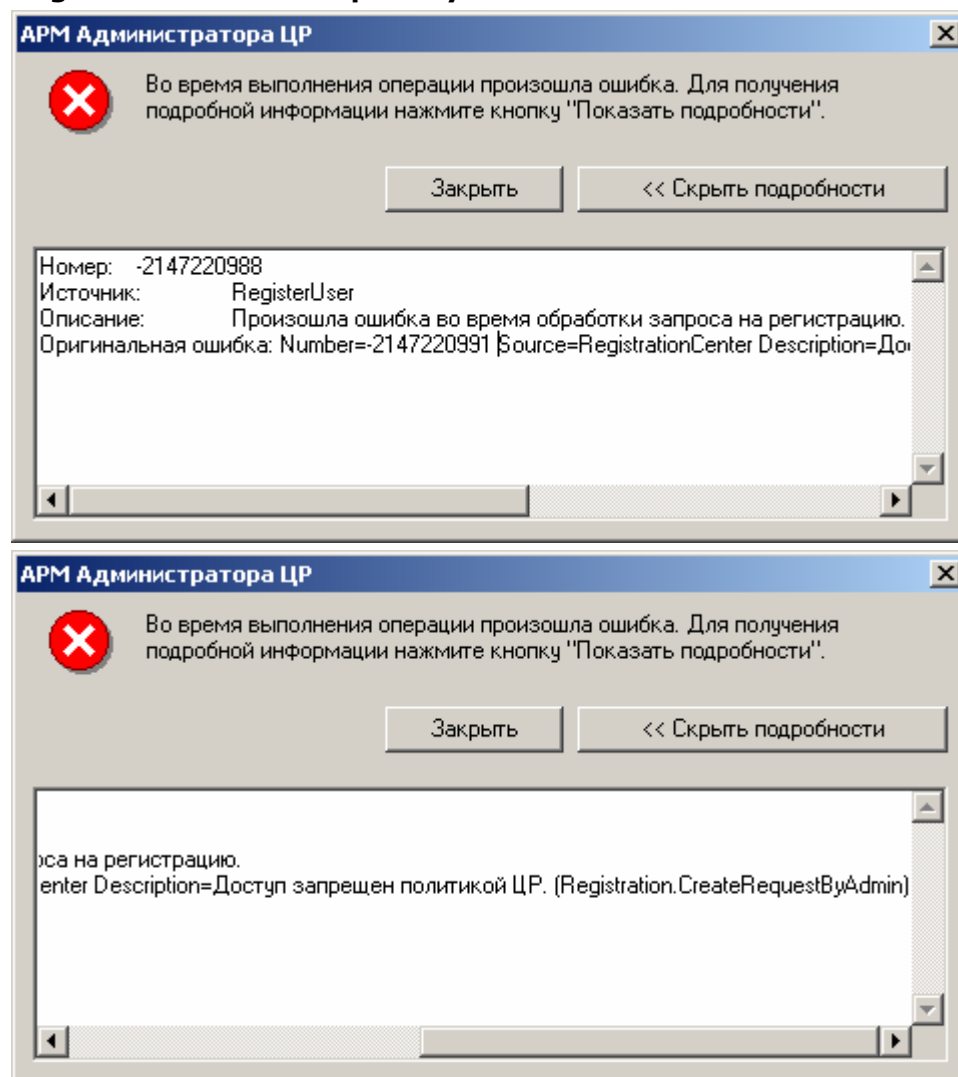 АРМ Администратора ЦР
Во время выполнения операции произошла ошибка. Для получения
подробной информации нажмите кнопку "Показать подробности".
Закрыть << Скрыть подробности
Номер: -2147220988
Источник: RegisterUser
Описание: Произошла ошибка во время обработки запроса на регистрацию.
Оригинальная ошибка: Number=-2147220991 Source=RegistrationCenter Description=До
АРМ Администратора ЦР
Во время выполнения операции произошла ошибка. Для получения
подробной информации нажмите кнопку "Показать подробности".
Закрыть << Скрыть подробности
оса на регистрацию.
enter Description=Доступ запрещен политикой ЦР. (Registration.CreateRequestByAdmin)